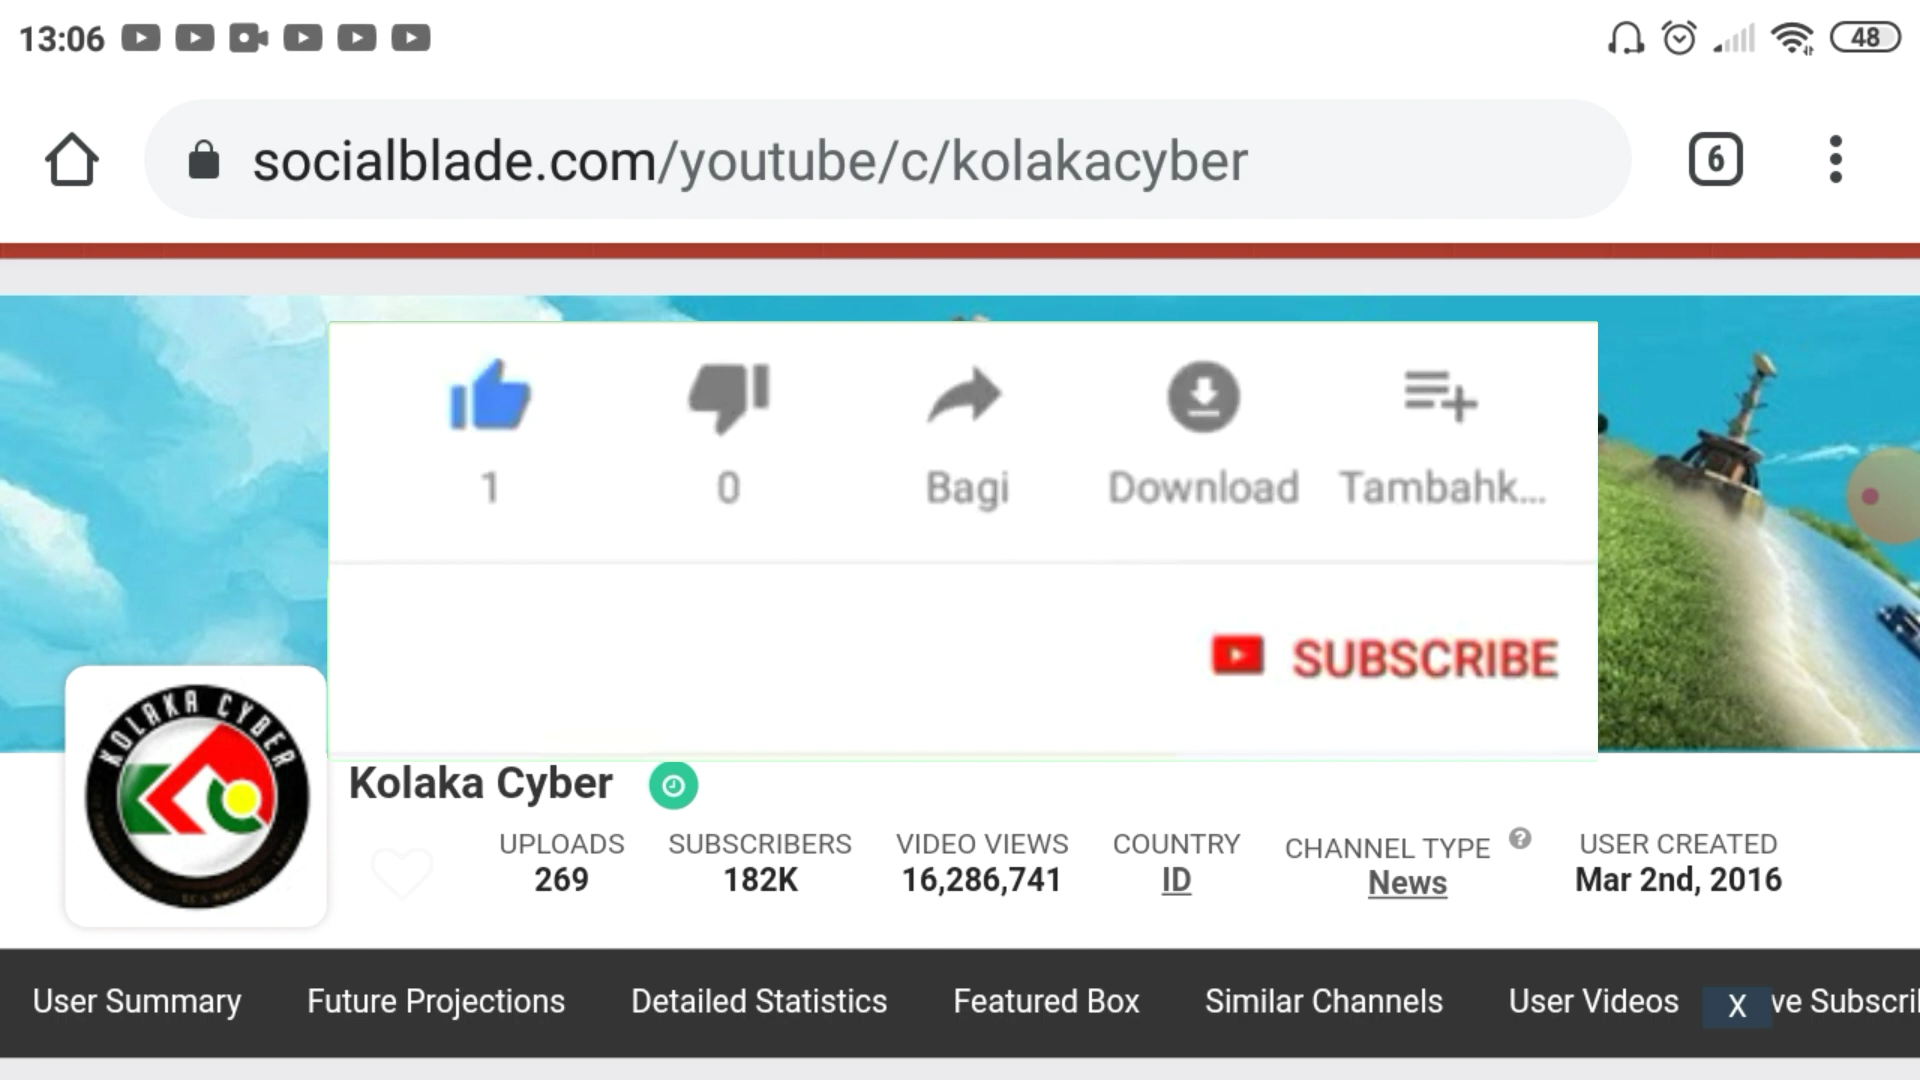 13:06
48
socialblade.com/youtube/c/kolakacyber
6
1 0 Bagi Download Tambahk...
SUBSCRIBE
KOLAKA CYBER
Kolaka Cyber
UPLOADS SUBSCRIBERS VIDEO VIEWS COUNTRY CHANNEL TYPE ? USER CREATED
269 182K 16,286,741 ID News Mar 2nd, 2016
User Summary Future Projections Detailed Statistics Featured Box Similar Channels User Videos X ve Subscri